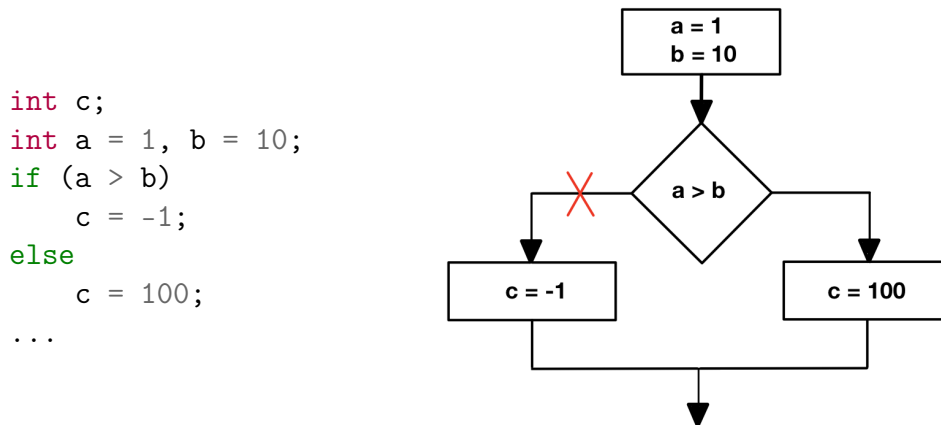 int c;
int a = 1, b = 10;
if (a > b)
    c = -1;
else
    c = 100;
...
a = 1
b = 10
a > b
c = -1
c = 100